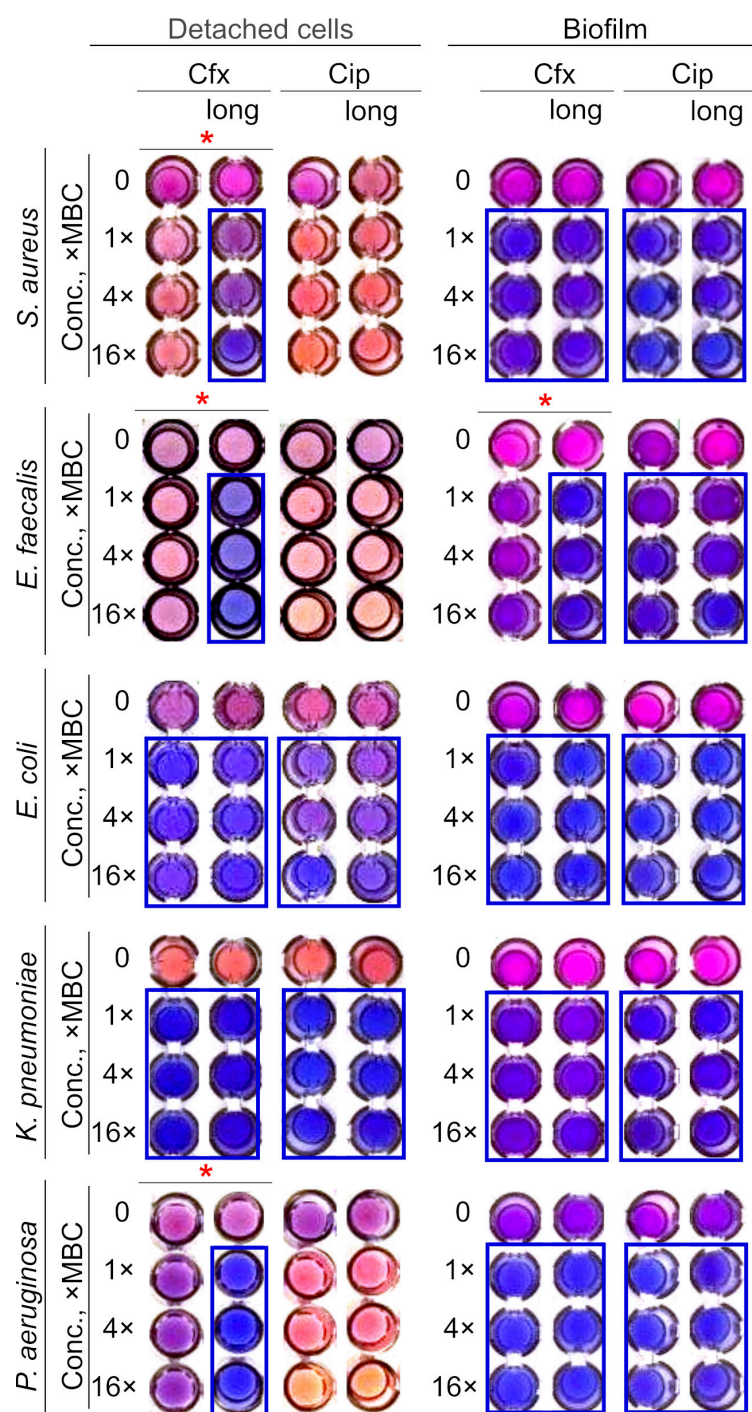 Detached cells Biofilm
Cfx Cip Cfx Cip
long long long long
*
S. aureus
Conc., ×MBC
0 0
1× 1×
4× 4×
16× 16×
* *
E. faecalis
Conc., ×MBC
0 0
1× 1×
4× 4×
16× 16×
E. coli
Conc., ×MBC
0 0
1× 1×
4× 4×
16× 16×
K. pneumoniae
Conc., ×MBC
0 0
1× 1×
4× 4×
16× 16×
*
P. aeruginosa
Conc., ×MBC
0 0
1× 1×
4× 4×
16× 16×